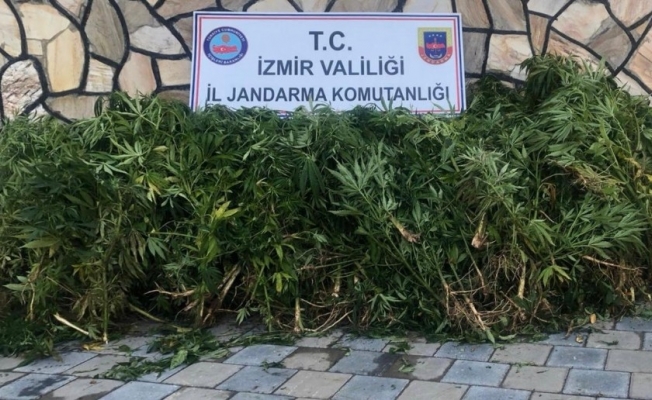 T.C.
İZMİR VALİLİĞİ
İL JANDARMA KOMUTANLIĞI